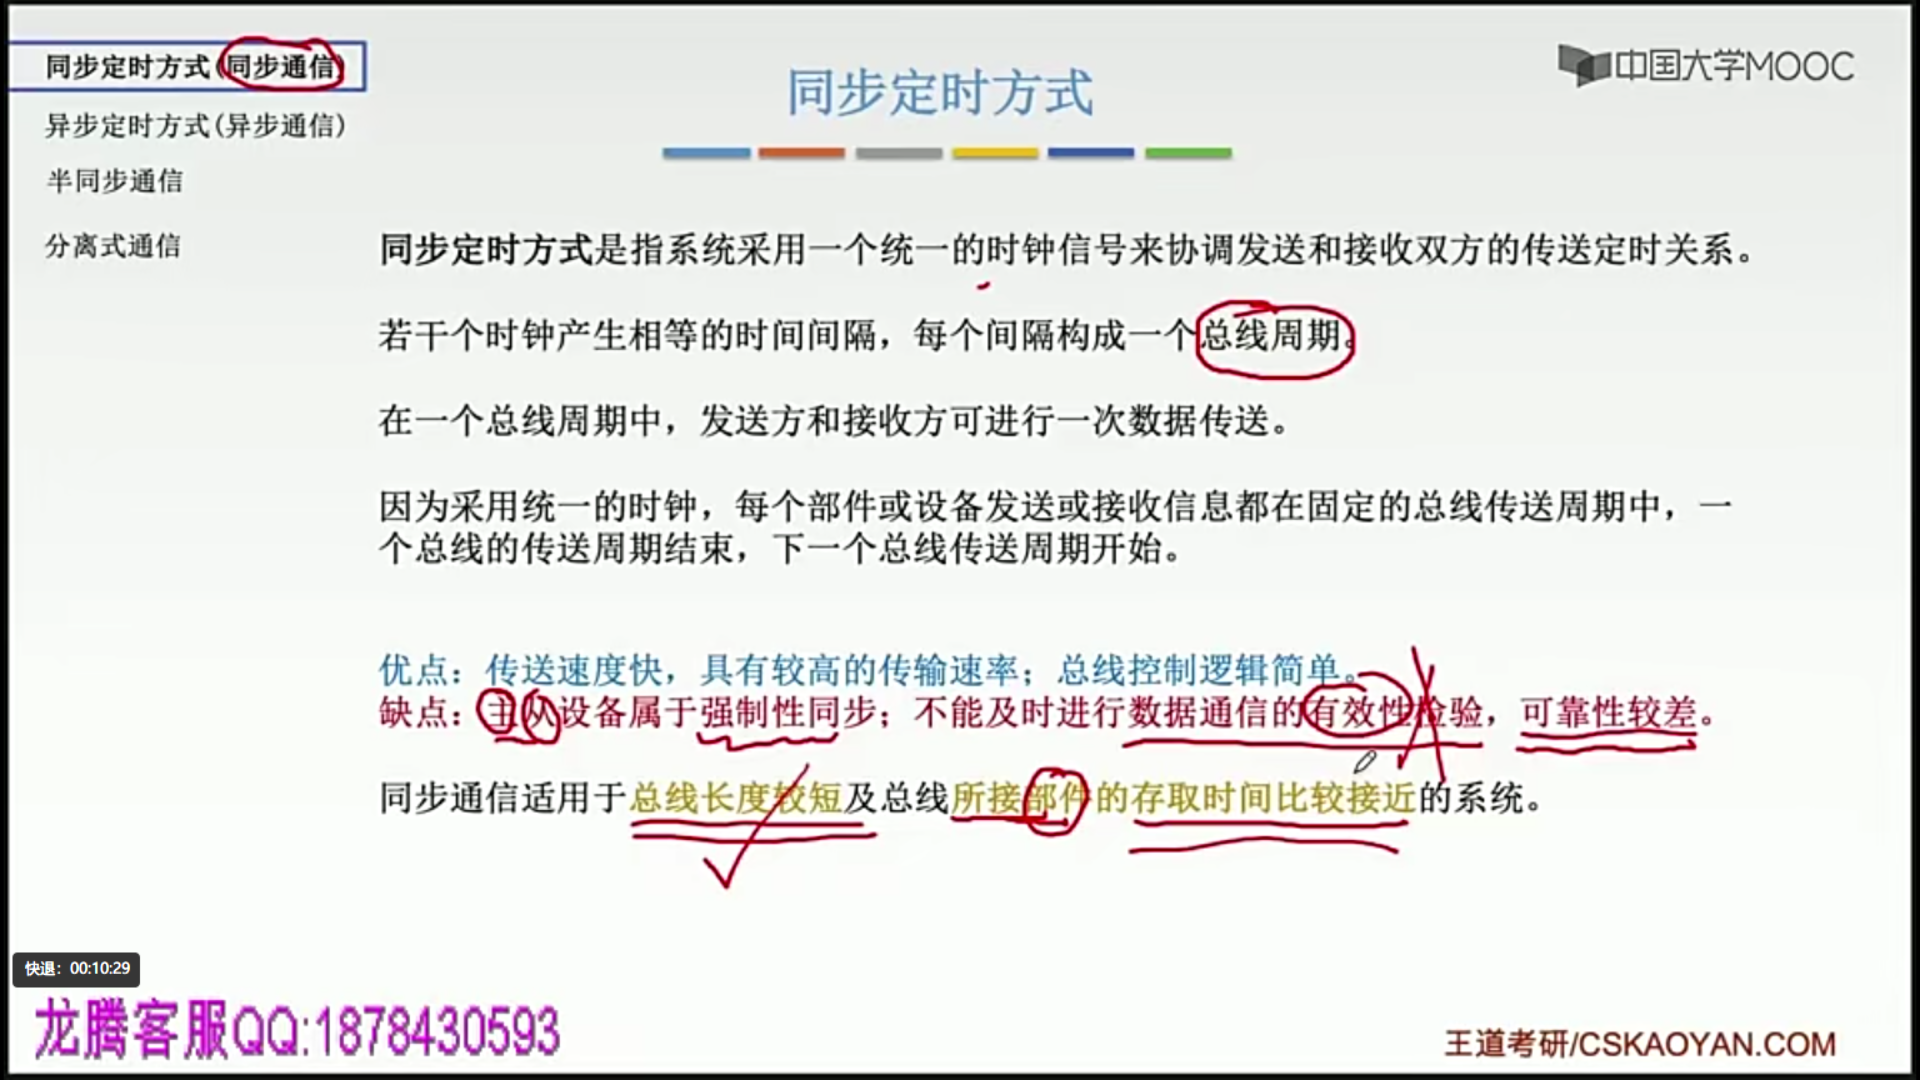 同步定时方式(同步通信)
异步定时方式(异步通信)
半同步通信
分离式通信
中国大学MOOC
同步定时方式
同步定时方式是指系统采用一个统一的时钟信号来协调发送和接收双方的传送定时关系。
若干个时钟产生相等的时间间隔，每个间隔构成一个总线周期。
在一个总线周期中，发送方和接收方可进行一次数据传送。
因为采用统一的时钟，每个部件或设备发送或接收信息都在固定的总线传送周期中，一
个总线的传送周期结束，下一个总线传送周期开始。
优点：传送速度快，具有较高的传输速率；总线控制逻辑简单。
缺点：主从设备属于强制性同步；不能及时进行数据通信的有效性检验，可靠性较差。
同步通信适用于总线长度较短及总线所接部件的存取时间比较接近的系统。
快退：00:10:29
龙腾客服QQ:1878430593
王道考研/CSKAOYAN.COM